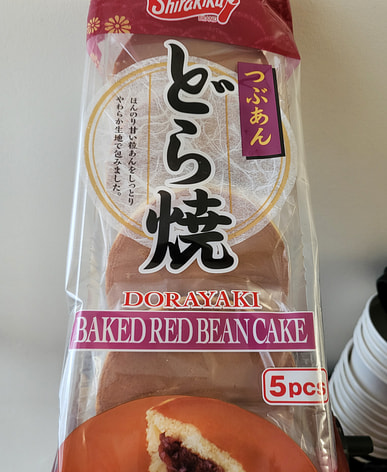 Shirakiku
BRAND
つぶあん
どら焼
ほんのり甘い粒あんをしっとり
やわらか生地で包みました。
DORAYAKI
BAKED RED BEAN CAKE
5pcs